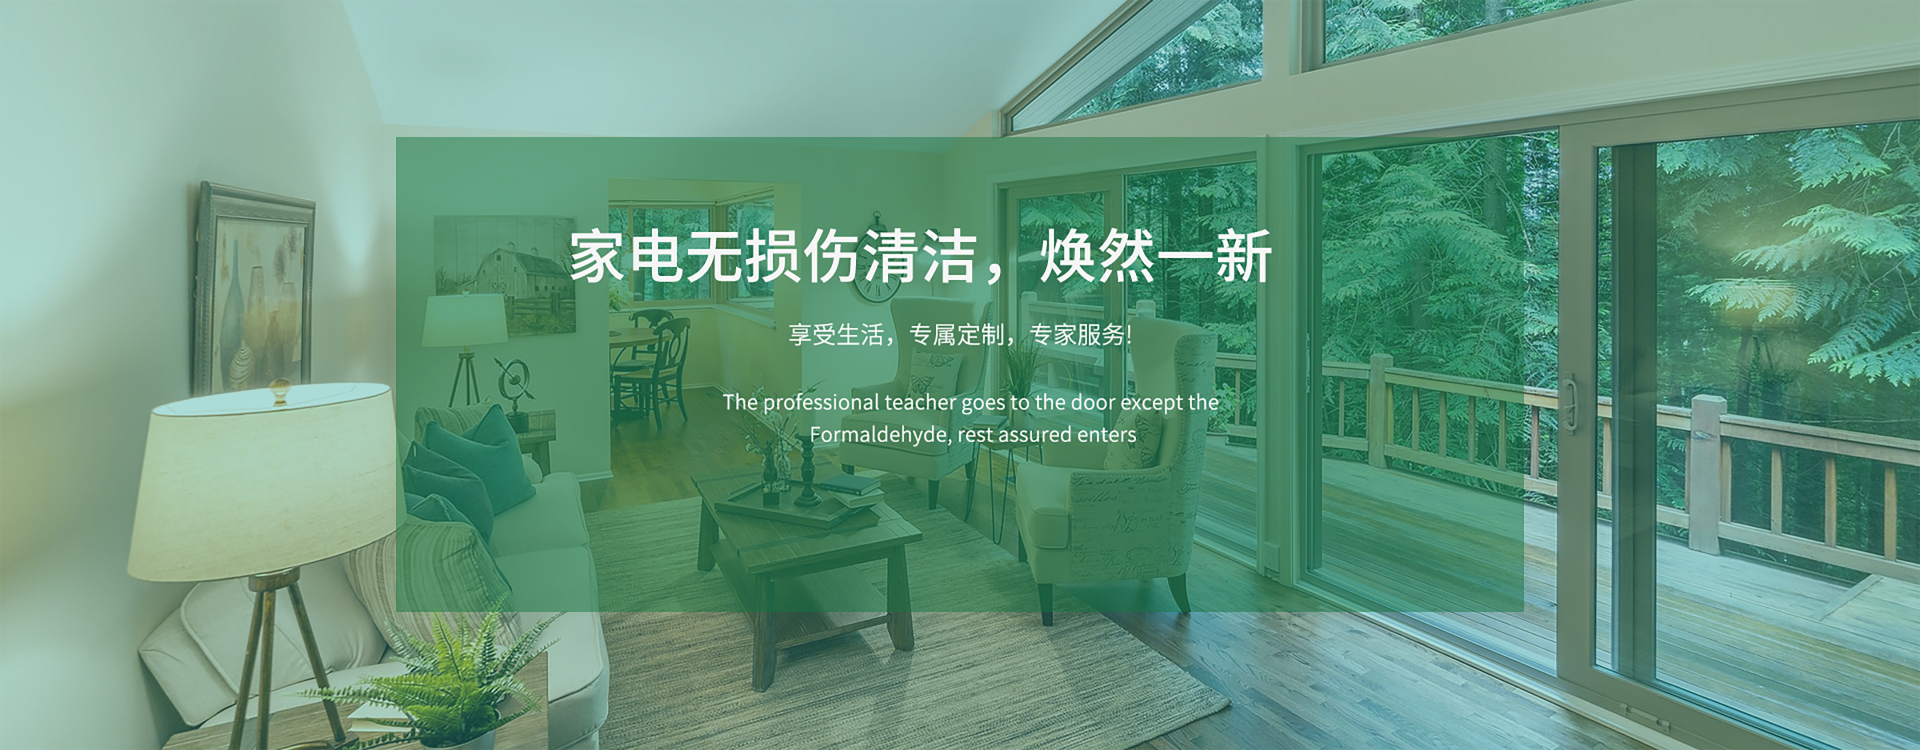 家电无损伤清洁，焕然一新
享受生活，专属定制，专家服务!
The professional teacher goes to the door except the
Formaldehyde, rest assured enters